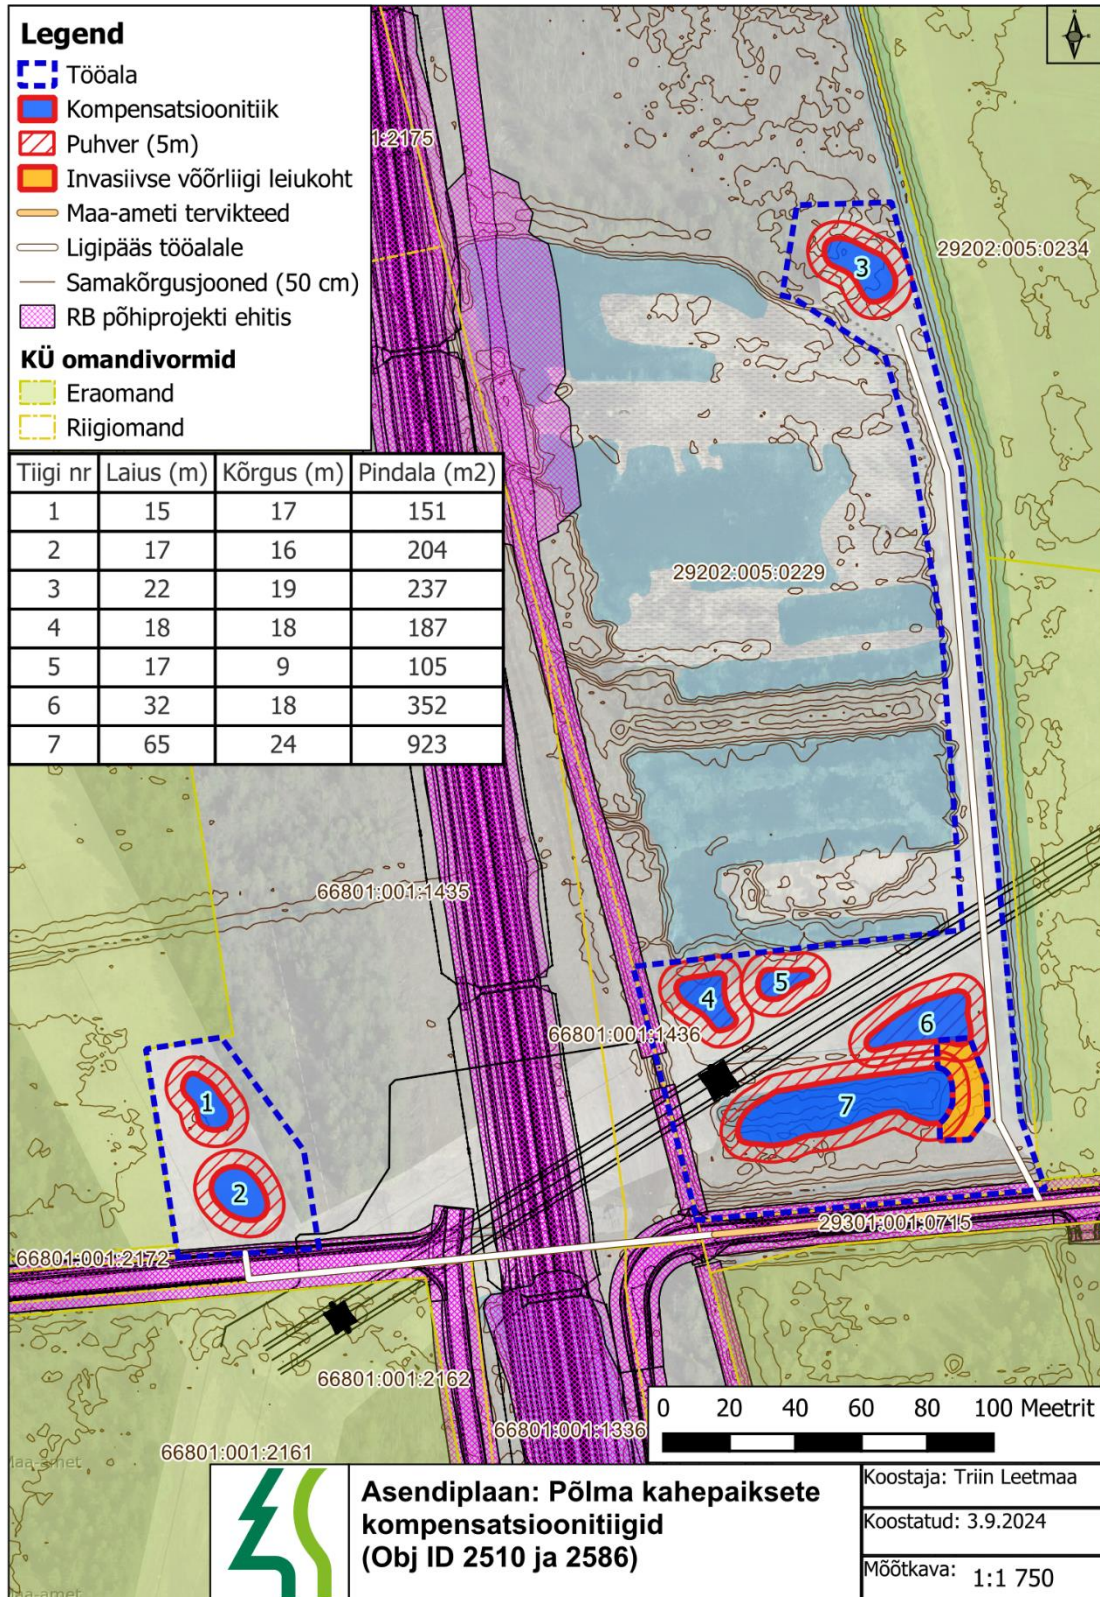 Legend
Tööala
Kompensatsioonitiik
Puhver (5m)
Invasiivse võõrliigi leiukoht
Maa-ameti tervikteed
Ligipääs tööalale
Samakõrgusjooned (50 cm)
RB põhiprojekti ehitis
KÜ omandivormid
Eraomand
Riigiomand
Tiigi nr Laius (m) Kõrgus (m) Pindala (m2)
1 15 17 151
2 17 16 204
3 22 19 237
4 18 18 187
5 17 9 105
6 32 18 352
7 65 24 923
1:2175
3
29202:005:0234
29202:005:0229
66801:001:1435
4
5
6
66801:001:1436
1
7
2
29301:001:0715
66801:001:2172
66801:001:2162
66801:001:1336
66801:001:2161
0 20 40 60 80 100 Meetrit
Maa-amet
Maa-amet
Asendiplaan: Põlma kahepaiksete
kompensatsioonitiigid
(Obj ID 2510 ja 2586)
Koostaja: Triin Leetmaa
Koostatud: 3.9.2024
Mõõtkava: 1:1 750